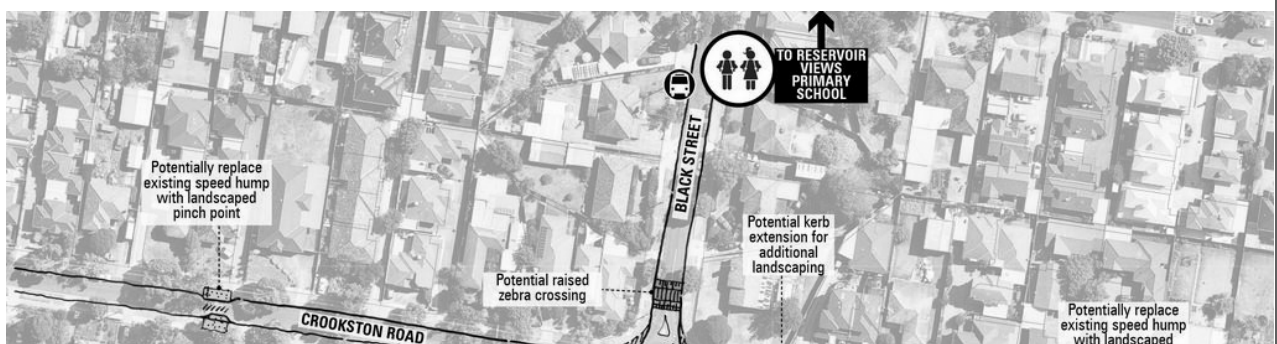 TO RESERVOIR
VIEWS
PRIMARY
SCHOOL
BLACK STREET
Potentially replace
existing speed hump
with landscaped
pinch point
Potential kerb
extension for
additional
landscaping
Potential raised
zebra crossing
CROOKSTON ROAD
Potentially replace
existing speed hump
with landscaped